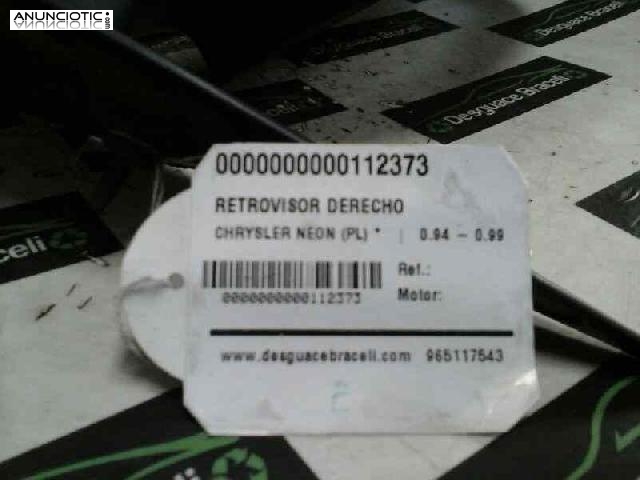 ANUNCIOTIC
.es
Desguace Braceli
Desguace Braceli
celi
0000000000112373
RETROVISOR DERECHO
CHRYSLER NEON (PL) * | 0.94 - 0.99
Ref.:
0000000000112373
Motor:
www.desguacebraceli.com 965117543